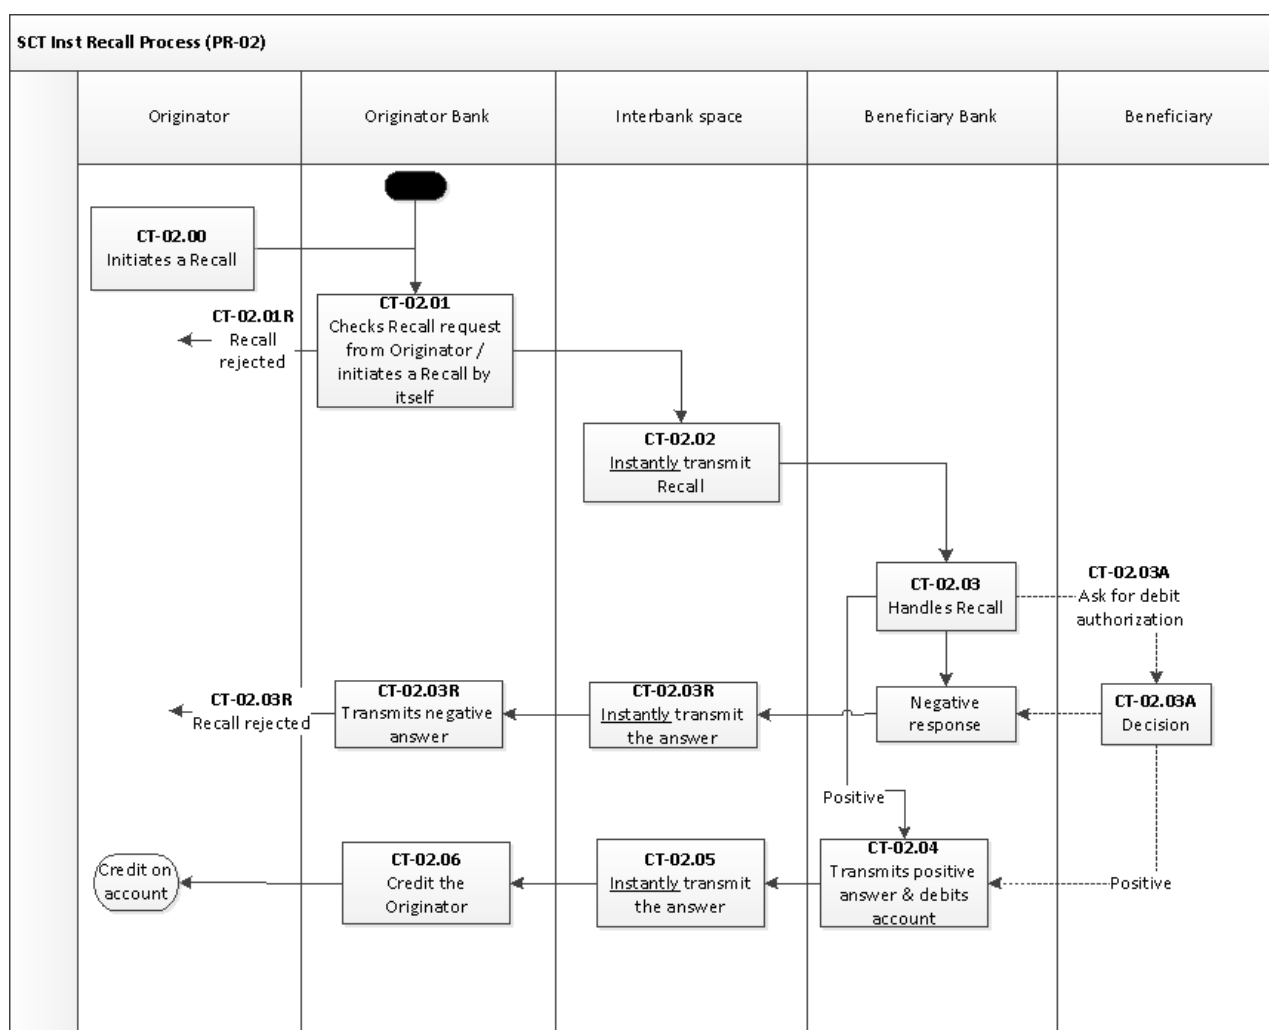 SCT Inst Recall Process (PR-02)
Originator
Originator Bank
Interbank space
Beneficiary Bank
Beneficiary
CT-02.00
Initiates a Recall
CT-02.01
Checks Recall request
from Originator /
initiates a Recall by
itself
CT-02.01R
Recall
rejected
CT-02.02
Instantly transmit
Recall
CT-02.03
Handles Recall
CT-02.03A
Ask for debit
authorization
CT-02.03R
Recall rejected
CT-02.03R
Transmits negative
answer
CT-02.03R
Instantly transmit
the answer
Negative
response
CT-02.03A
Decision
Positive
Credit on
account
CT-02.06
Credit the
Originator
CT-02.05
Instantly transmit
the answer
CT-02.04
Transmits positive
answer & debits
account
Positive